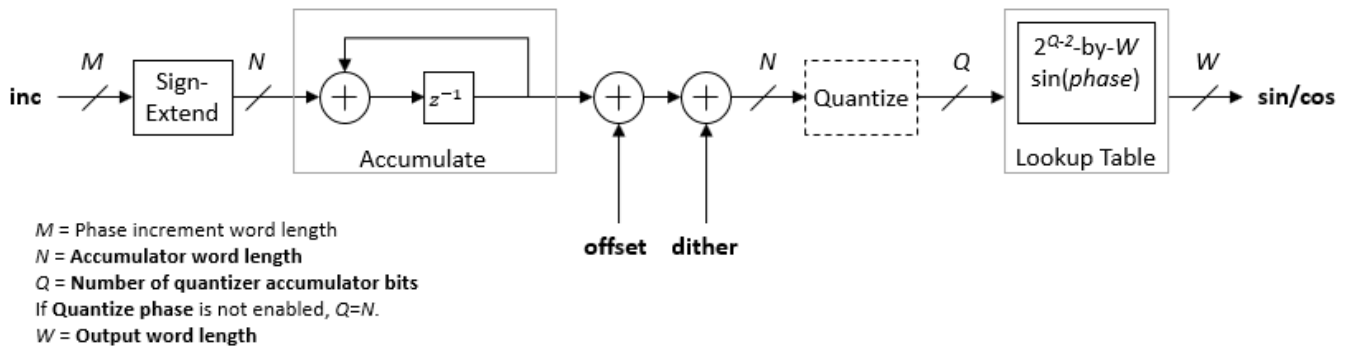 inc
M
Sign-
Extend
N
+
z⁻¹
Accumulate
+
+
offset
dither
N
Quantize
Q
2^Q-2-by-W
sin(phase)
Lookup Table
W
sin/cos
M = Phase increment word length
N = Accumulator word length
Q = Number of quantizer accumulator bits
If Quantize phase is not enabled, Q=N.
W = Output word length